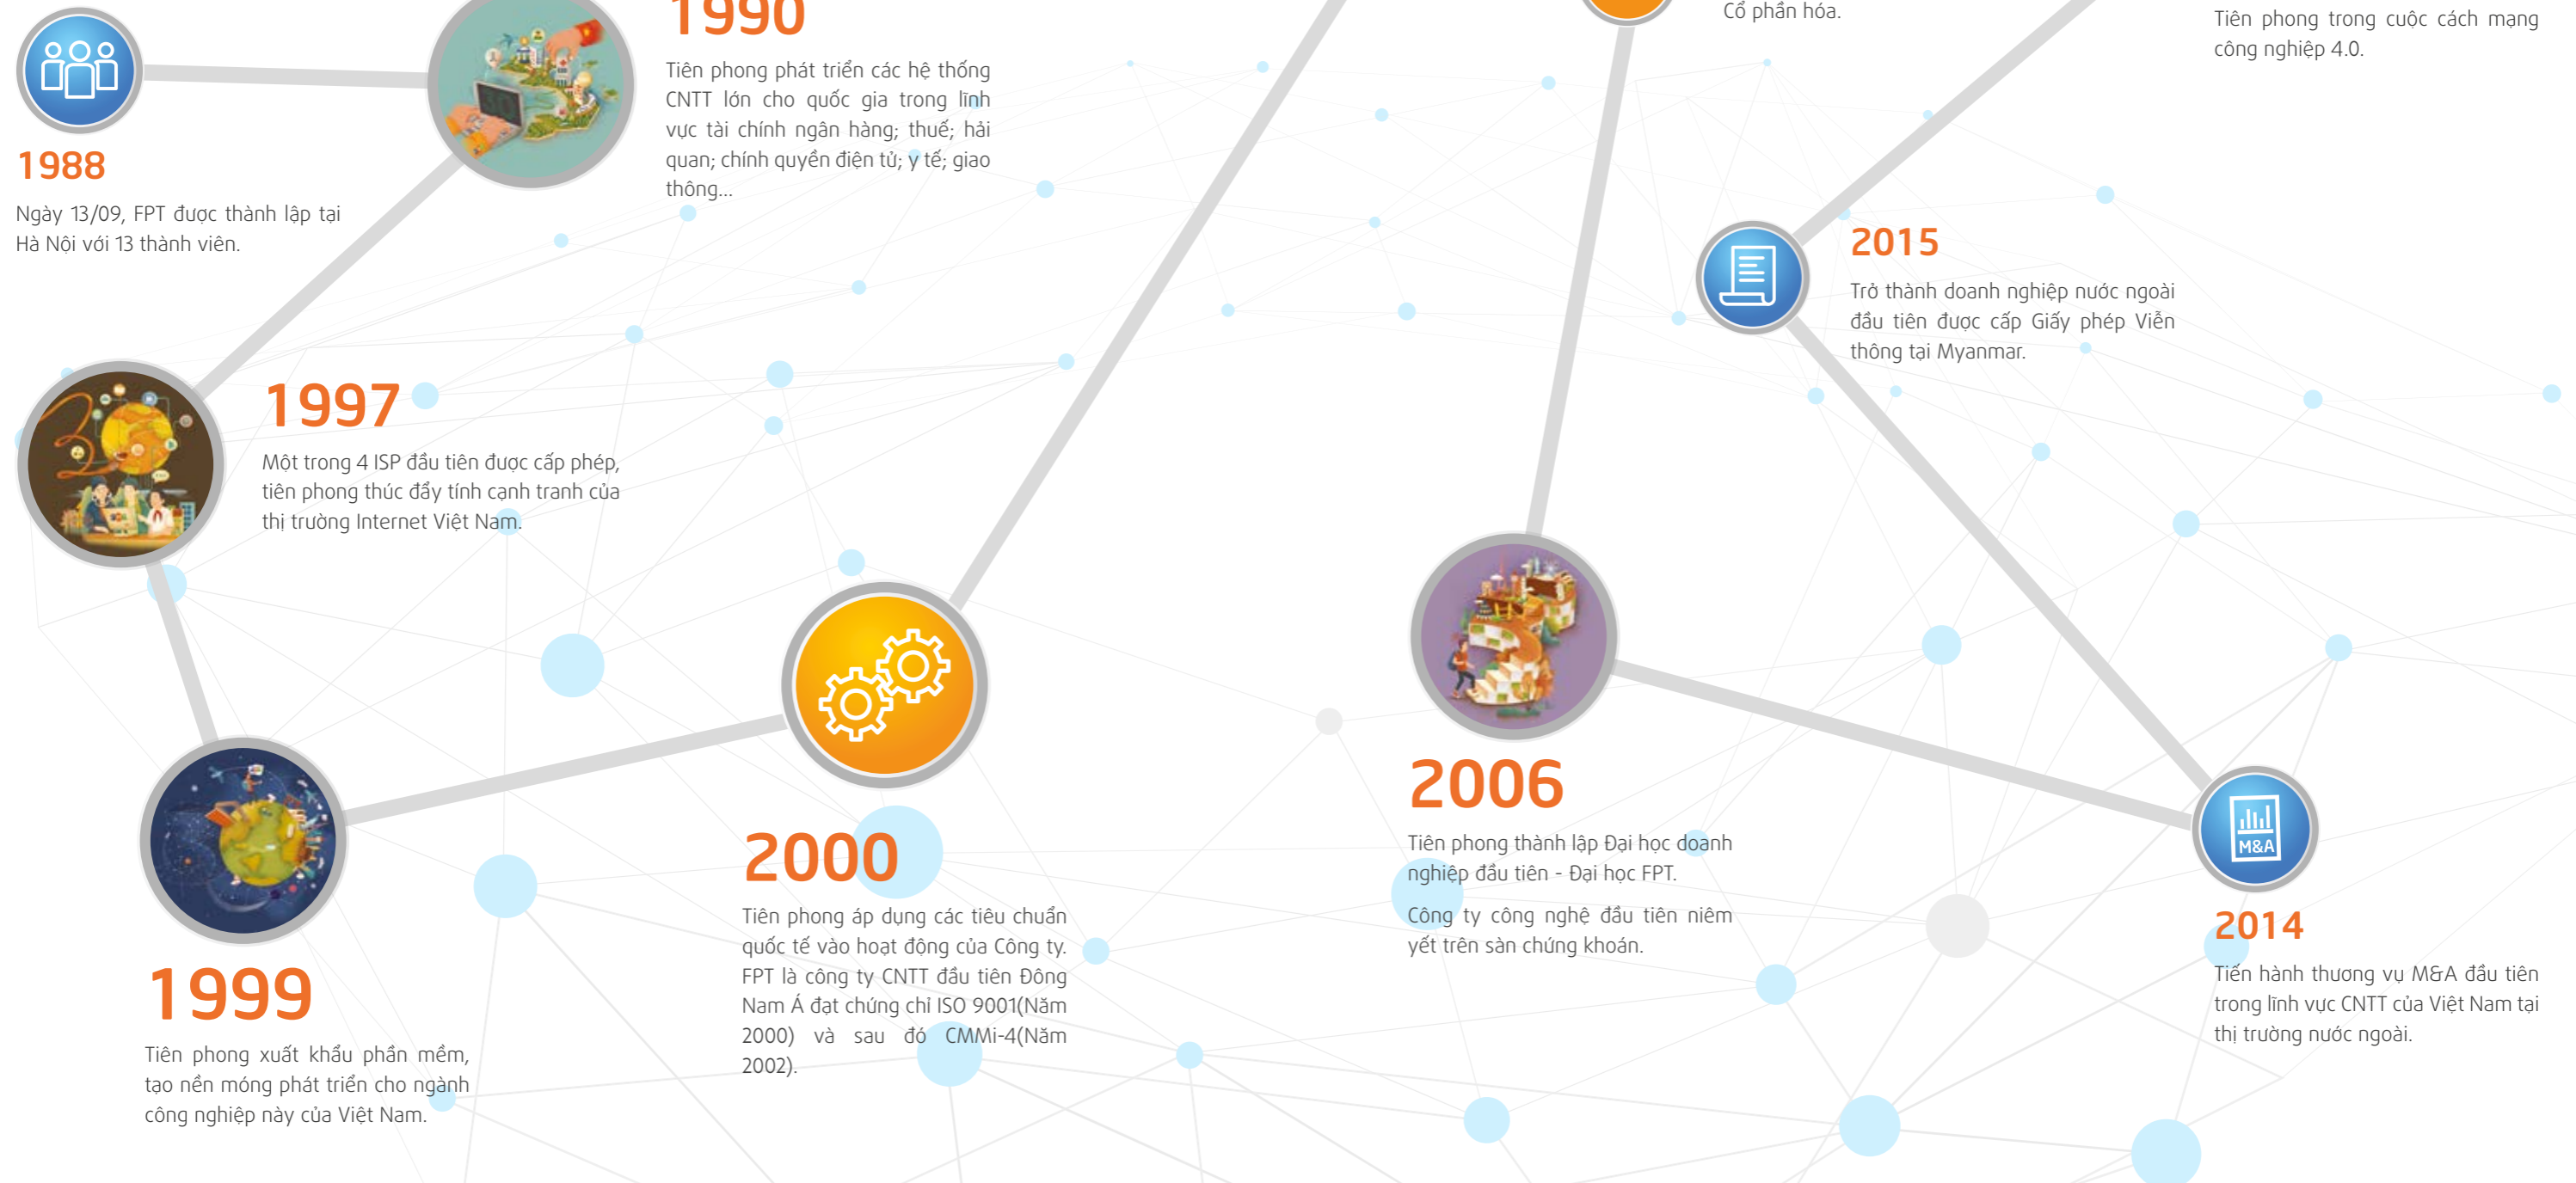 1988
Ngày 13/09, FPT được thành lập tại
Hà Nội với 13 thành viên.
1990
Tiên phong phát triển các hệ thống
CNTT lớn cho quốc gia trong lĩnh
vực tài chính ngân hàng; thuế; hải
quan; chính quyền điện tử; y tế; giao
thông...
1997
Một trong 4 ISP đầu tiên được cấp phép,
tiên phong thúc đẩy tính cạnh tranh của
thị trường Internet Việt Nam.
1999
Tiên phong xuất khẩu phần mềm,
tạo nền móng phát triển cho ngành
công nghiệp này của Việt Nam.
2000
Tiên phong áp dụng các tiêu chuẩn
quốc tế vào hoạt động của Công ty.
FPT là công ty CNTT đầu tiên Đông
Nam Á đạt chứng chỉ ISO 9001(Năm
2000) và sau đó CMMi-4(Năm
2002).
Cổ phần hóa.
2006
Tiên phong thành lập Đại học doanh
nghiệp đầu tiên - Đại học FPT.
Công ty công nghệ đầu tiên niêm
yết trên sàn chứng khoán.
M&A
2014
Tiến hành thương vụ M&A đầu tiên
trong lĩnh vực CNTT của Việt Nam tại
thị trường nước ngoài.
2015
Trở thành doanh nghiệp nước ngoài
đầu tiên được cấp Giấy phép Viễn
thông tại Myanmar.
Tiên phong trong cuộc cách mạng
công nghiệp 4.0.